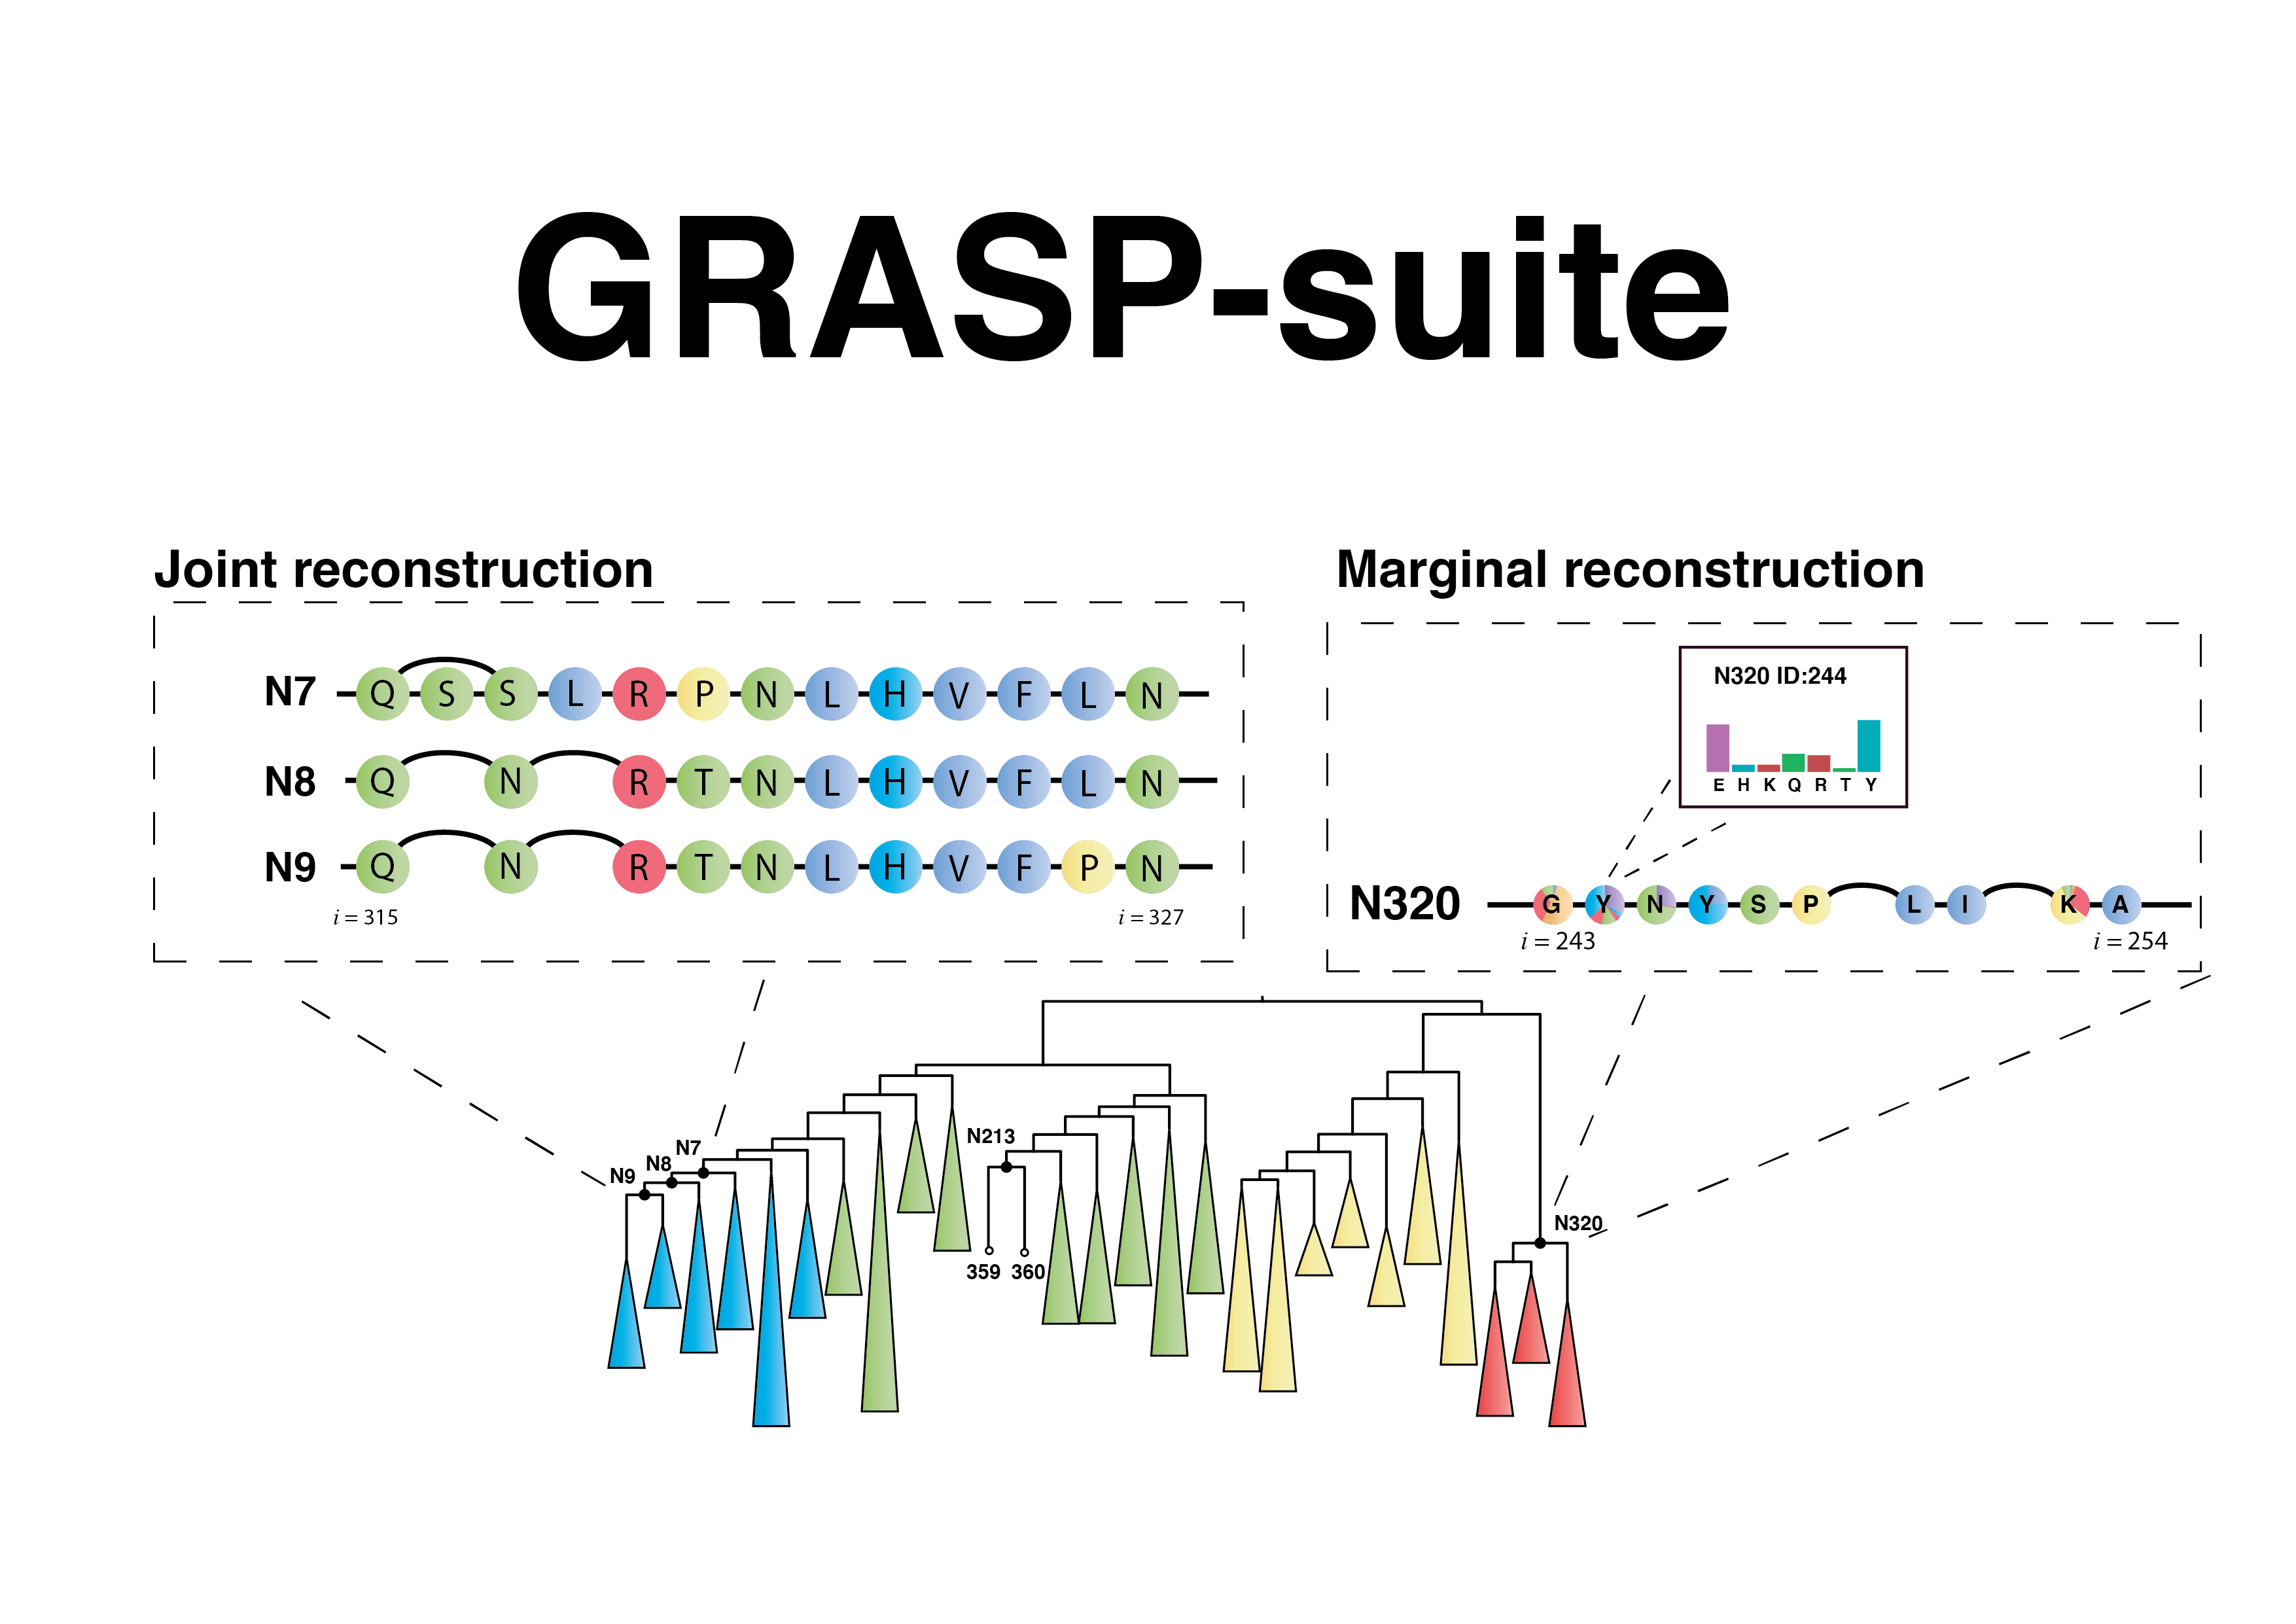 GRASP-suite
Joint reconstruction
N7 Q S S L R P N L H V F L N
N8 Q N R T N L H V F L N
N9 Q N R T N L H V F P N
i = 315 i = 327
Marginal reconstruction
N320 ID:244
E H K Q R T Y
N320 G Y N Y S P L I K A
i = 243 i = 254
N213
N7
N8
N9
N320
359 360